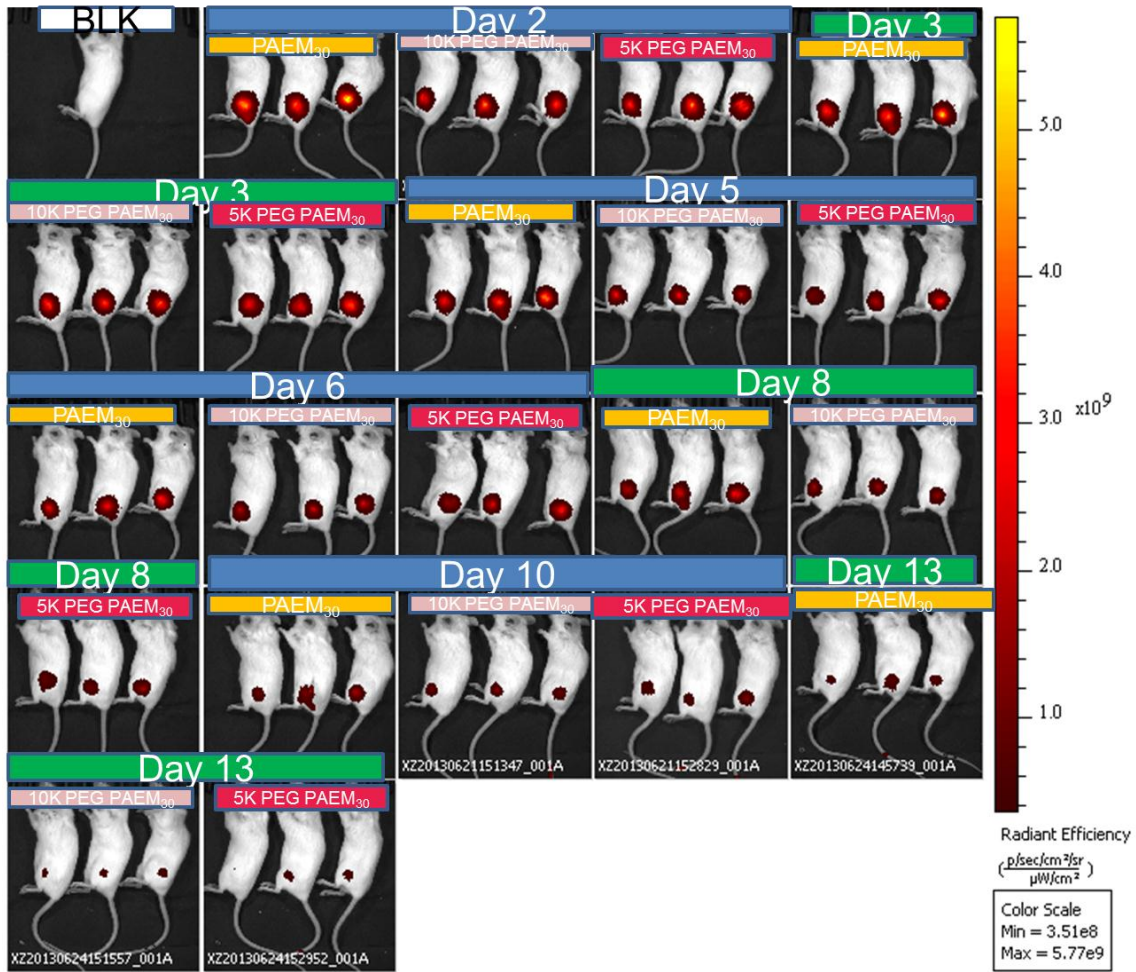 BLK
Day 2
Day 3
PAEM30
10K PEG PAEM30
5K PEG PAEM30
PAEM30
5.0
Day 3
Day 5
10K PEG PAEM30
5K PEG PAEM30
PAEM30
10K PEG PAEM30
5K PEG PAEM30
4.0
Day 6
Day 8
PAEM30
10K PEG PAEM30
5K PEG PAEM30
PAEM30
10K PEG PAEM30
3.0
x10^9
Day 8
Day 10
Day 13
2.0
5K PEG PAEM30
PAEM30
10K PEG PAEM30
5K PEG PAEM30
PAEM30
1.0
XZ20130621151347_001A
XZ20130621152829_001A
XZ20130624145739_001A
Day 13
10K PEG PAEM30
5K PEG PAEM30
XZ20130624151557_001A
XZ20130624152952_001A
Radiant Efficiency
(p/sec/cm²/sr
μW/cm²)
Color Scale
Min = 3.51e8
Max = 5.77e9